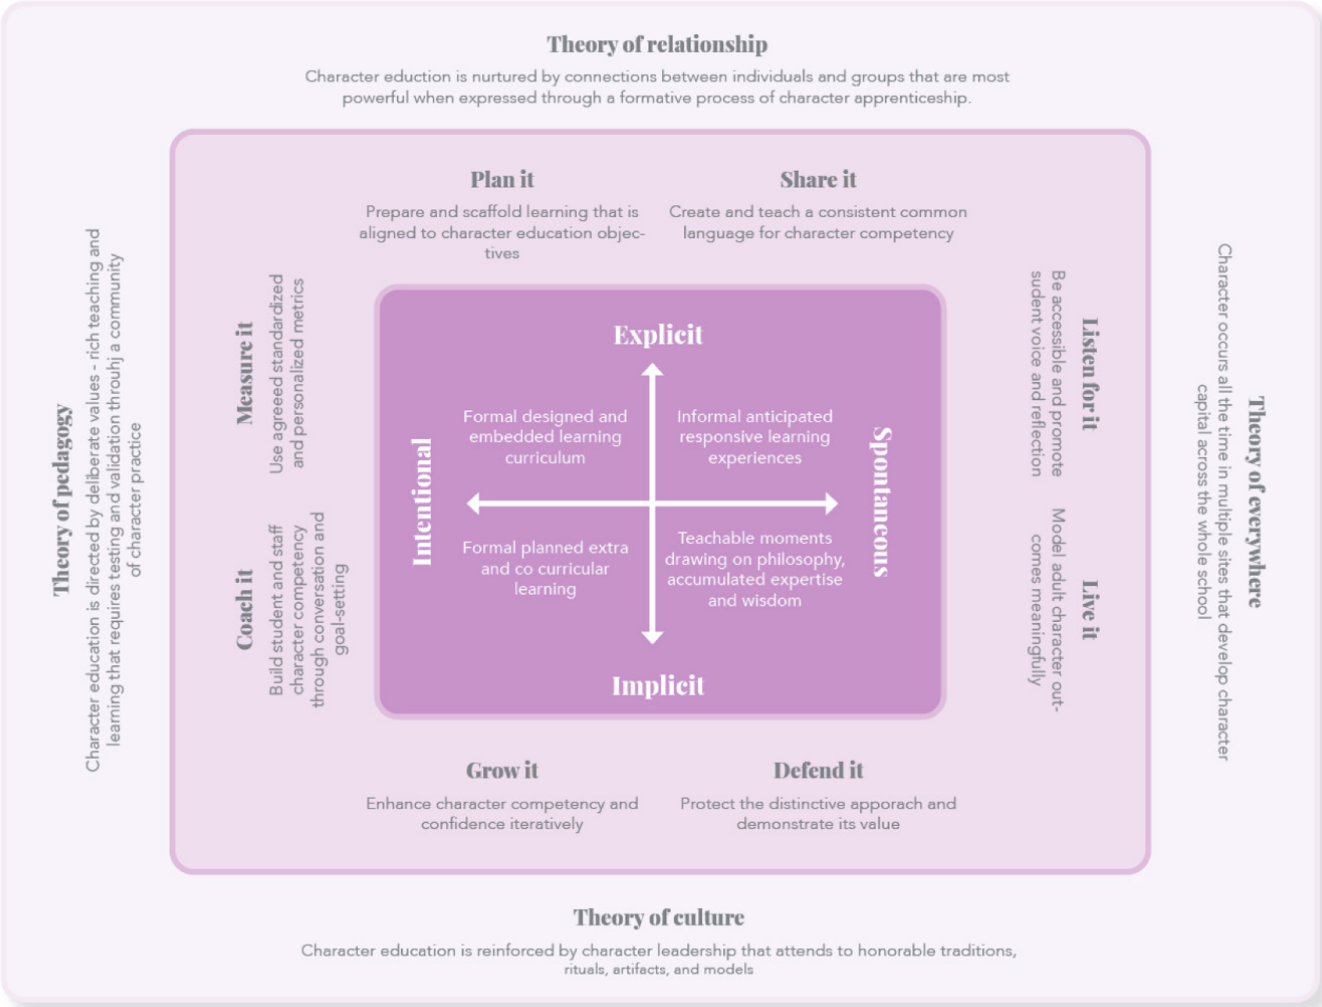 Theory of relationship
Character eduction is nurtured by connections between individuals and groups that are most
powerful when expressed through a formative process of character apprenticeship.
Plan it
Prepare and scaffold learning that is
aligned to character education objec-
tives
Share it
Create and teach a consistent common
language for character competency
Theory of pedagogy
Character education is directed by deliberate values - rich teaching and
learning that requires testing and validation throuhj a community
of character practice
Measure it
Use agreeed standardized
and personalized metrics
Coach it
Build student and staff
character competency
through conversation and
goal-setting
Explicit
Intentional
Formal designed and
embedded learning
curriculum
Informal anticipated
responsive learning
experiences
Spontaneous
Formal planned extra
and co curricular
learning
Teachable moments
drawing on philosophy,
accumulated expertise
and wisdom
Implicit
Listen for it
Be accessible and promote
sudent voice and reflection
Live it
Model adult character out-
comes meaningfully
Theory of everywhere
Character occurs all the time in multiple sites that develop character
capital across the whole school
Grow it
Enhance character competency and
confidence iteratively
Defend it
Protect the distinctive apporach and
demonstrate its value
Theory of culture
Character education is reinforced by character leadership that attends to honorable traditions,
rituals, artifacts, and models